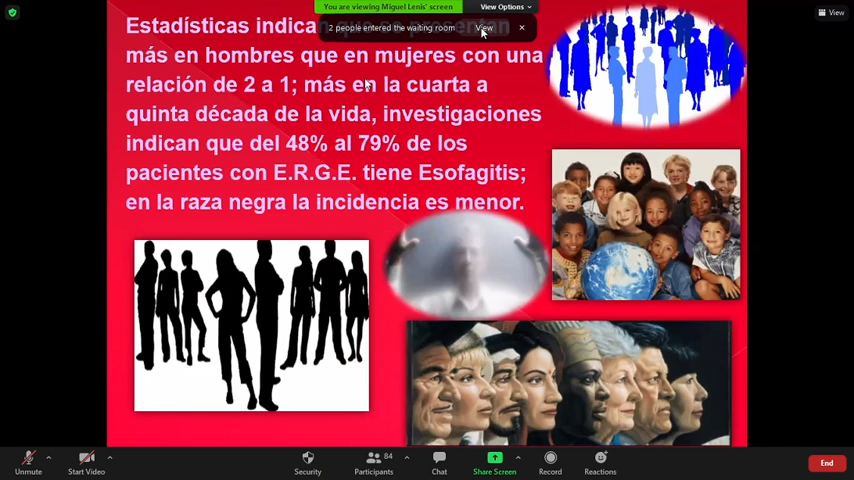 You are viewing Miguel Lenis' screen
View Options
View
2 people entered the waiting room
View
Estadísticas indican
más en hombres que en mujeres con una
relación de 2 a 1; más en la cuarta a
quinta década de la vida, investigaciones
indican que del 48% al 79% de los
pacientes con E.R.G.E. tiene Esofagitis;
en la raza negra la incidencia es menor.
Unmute
Start Video
Security
Participants
84
Chat
Share Screen
Record
Reactions
End